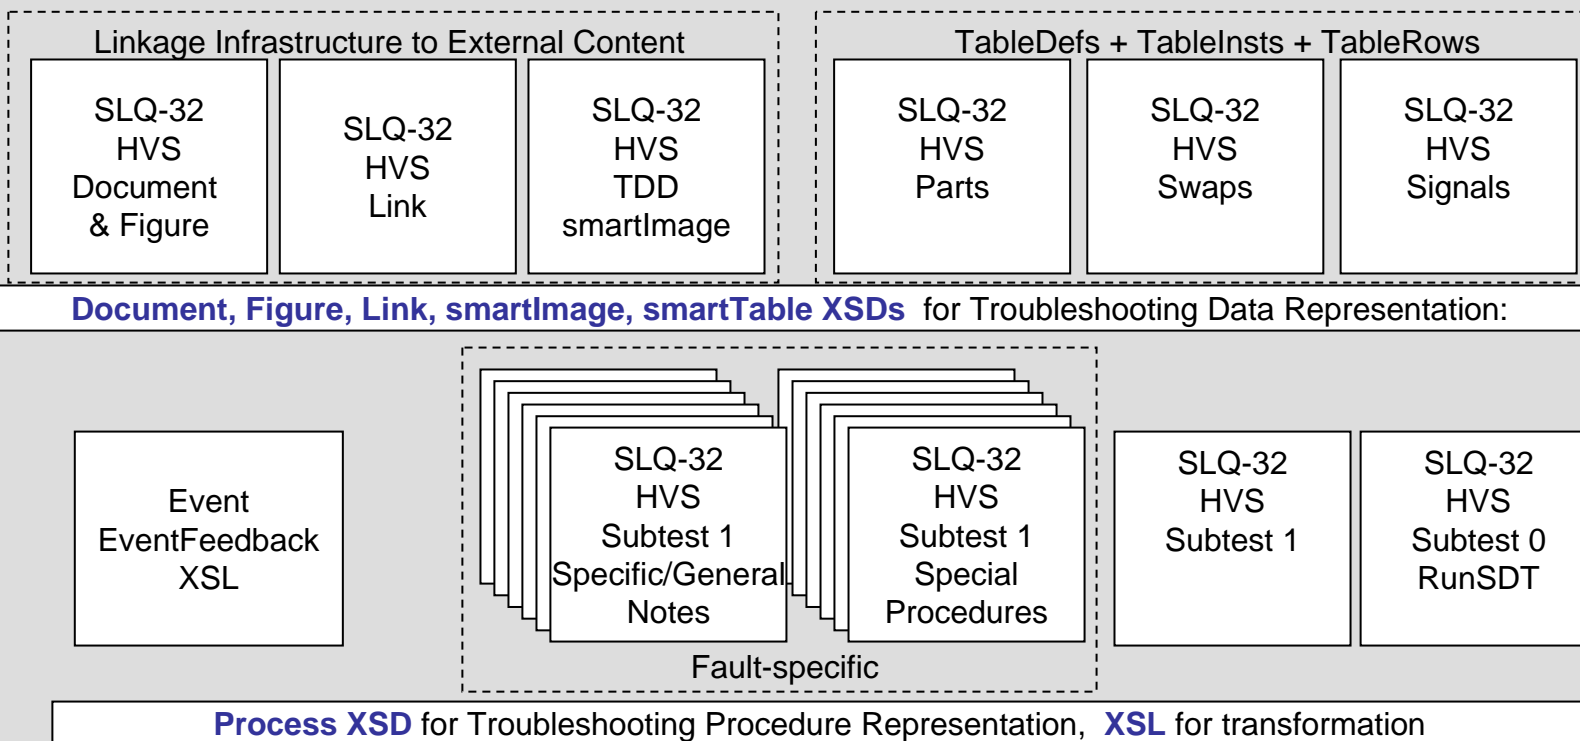 Linkage Infrastructure to External Content
SLQ-32
HVS
Document
& Figure
SLQ-32
HVS
Link
SLQ-32
HVS
TDD
smartImage
TableDefs + TableInsts + TableRows
SLQ-32
HVS
Parts
SLQ-32
HVS
Swaps
SLQ-32
HVS
Signals
Document, Figure, Link, smartImage, smartTable XSDs for Troubleshooting Data Representation:
Event
EventFeedback
XSL
SLQ-32
HVS
Subtest 1
Specific/General
Notes
SLQ-32
HVS
Subtest 1
Special
Procedures
Fault-specific
SLQ-32
HVS
Subtest 1
SLQ-32
HVS
Subtest 0
RunSDT
Process XSD for Troubleshooting Procedure Representation, XSL for transformation